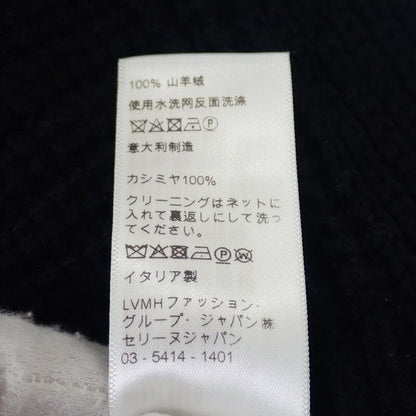 100% 山羊绒
使用水洗网反面洗涤
意大利制造
カシミヤ100%
クリーニングはネットに
入れて裏返しにして洗っ
てください。
イタリア製
LVMHファッション・
グループ・ジャパン㈱
セリーヌジャパン
03 - 5414 - 1401